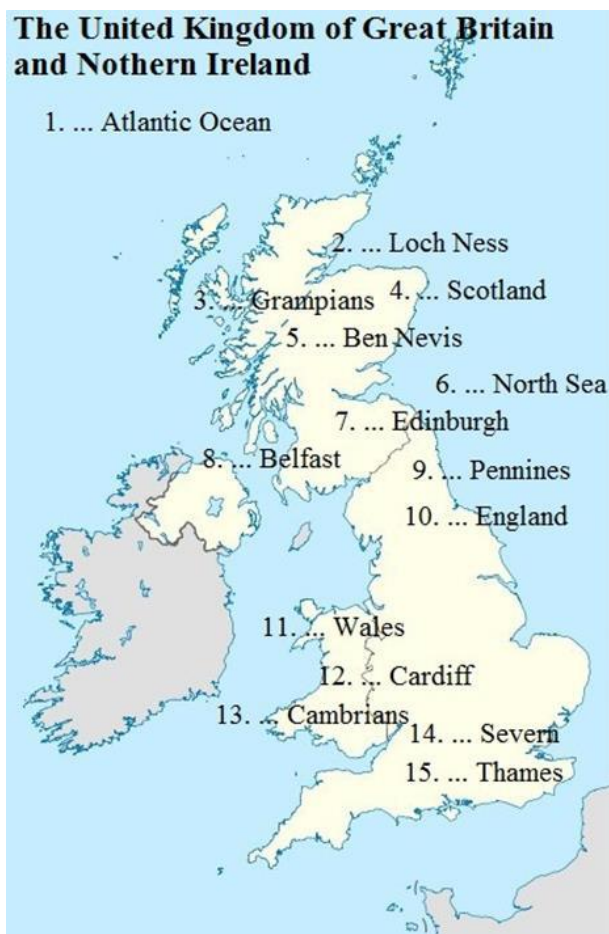 The United Kingdom of Great Britain
and Nothern Ireland
1. ... Atlantic Ocean
2. ... Loch Ness
3. ... Grampians
4. ... Scotland
5. ... Ben Nevis
6. ... North Sea
7. ... Edinburgh
8. ... Belfast
9. ... Pennines
10. ... England
11. ... Wales
12. ... Cardiff
13. ... Cambrians
14. ... Severn
15. ... Thames